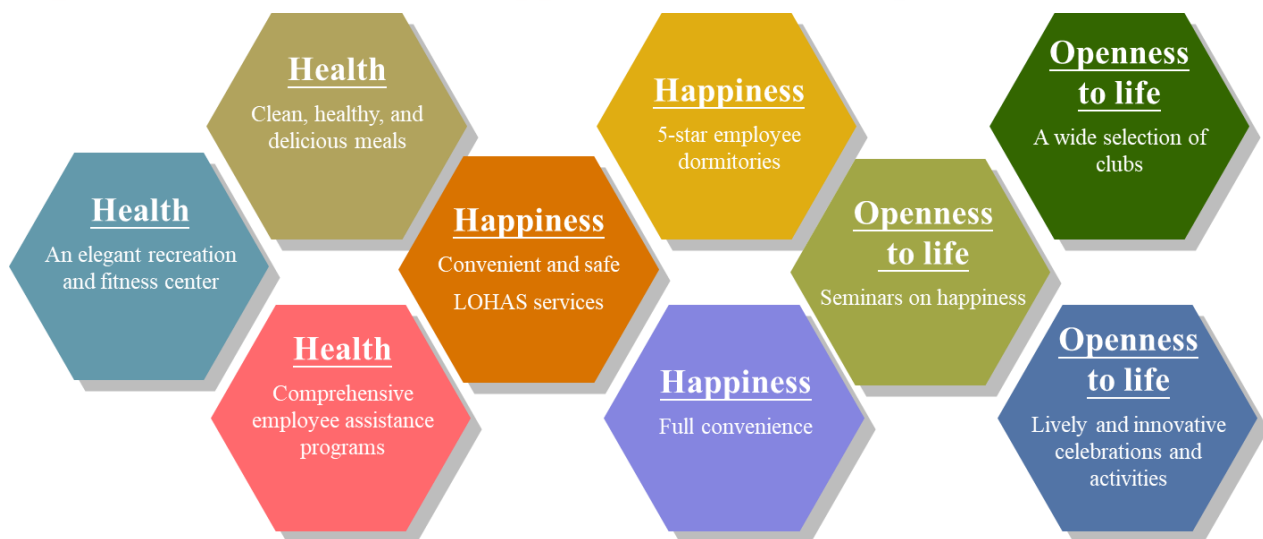 Health
Clean, healthy, and
delicious meals
Happiness
5-star employee
dormitories
Openness
to life
A wide selection of
clubs
Health
An elegant recreation
and fitness center
Happiness
Convenient and safe
LOHAS services
Openness
to life
Seminars on happiness
Health
Comprehensive
employee assistance
programs
Happiness
Full convenience
Openness
to life
Lively and innovative
celebrations and
activities